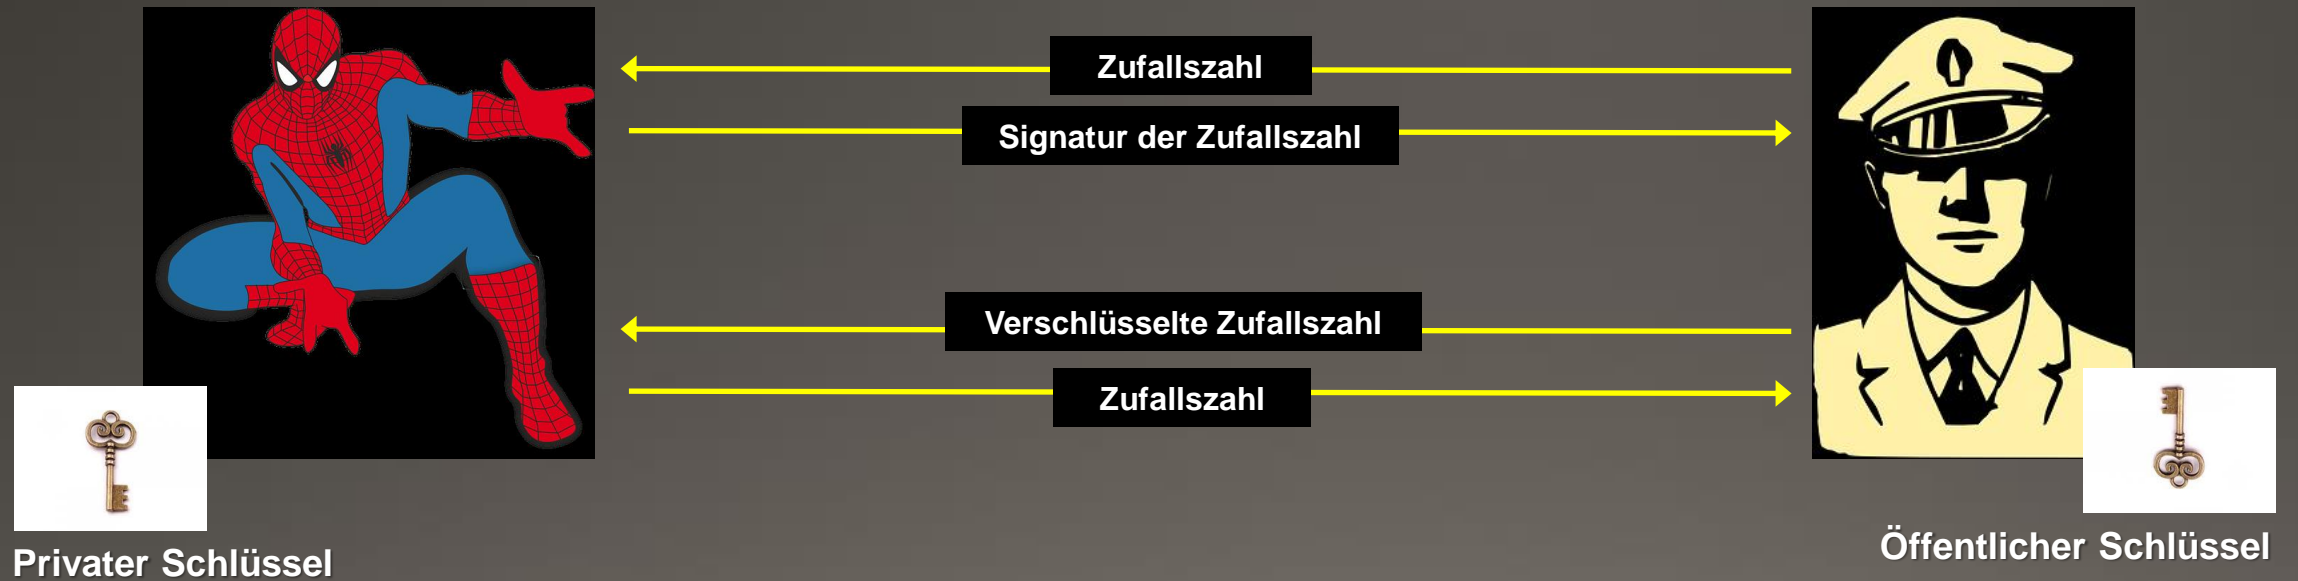 Zufallszahl
Signatur der Zufallszahl
Verschlüsselte Zufallszahl
Zufallszahl
Privater Schlüssel
Öffentlicher Schlüssel